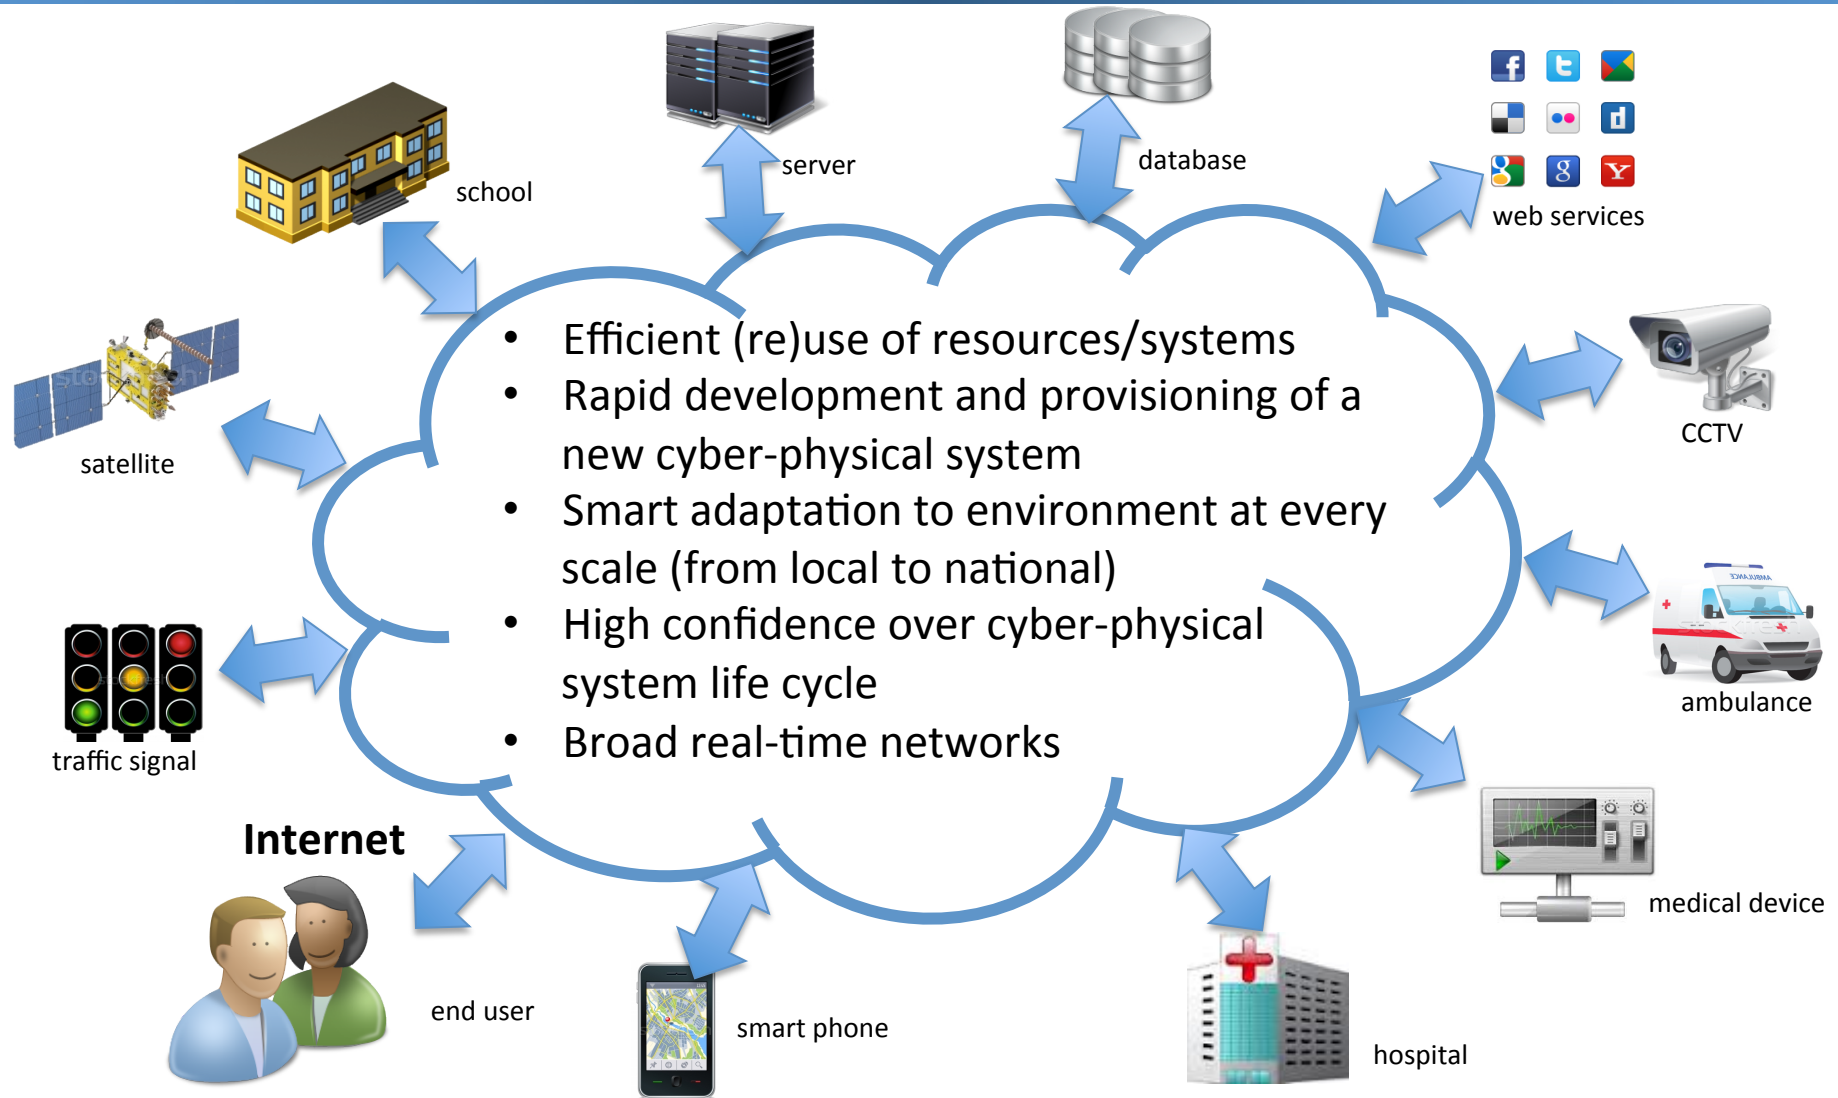 server
database
school
web services
• Efficient (re)use of resources/systems
• Rapid development and provisioning of a
new cyber-physical system
• Smart adaptation to environment at every
scale (from local to national)
• High confidence over cyber-physical
system life cycle
• Broad real-time networks
satellite
CCTV
AMBULANCE
ambulance
traffic signal
Internet
medical device
end user
smart phone
hospital